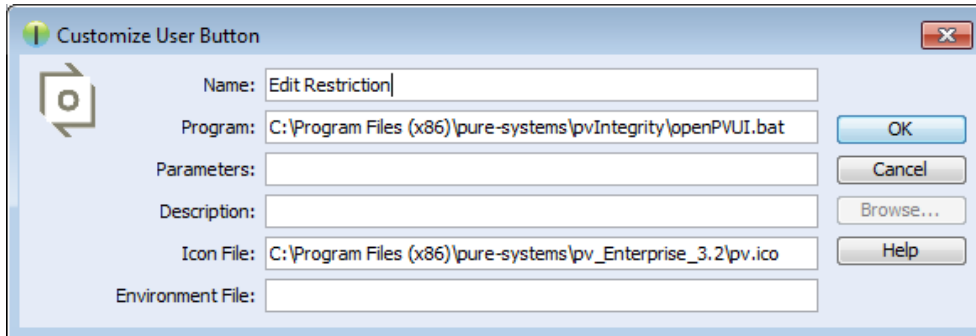 Customize User Button
Name: Edit Restriction
Program: C:\Program Files (x86)\pure-systems\pvIntegrity\openPVUI.bat
OK
Parameters:
Cancel
Description:
Browse...
Icon File: C:\Program Files (x86)\pure-systems\pv_Enterprise_3.2\pv.ico
Help
Environment File: